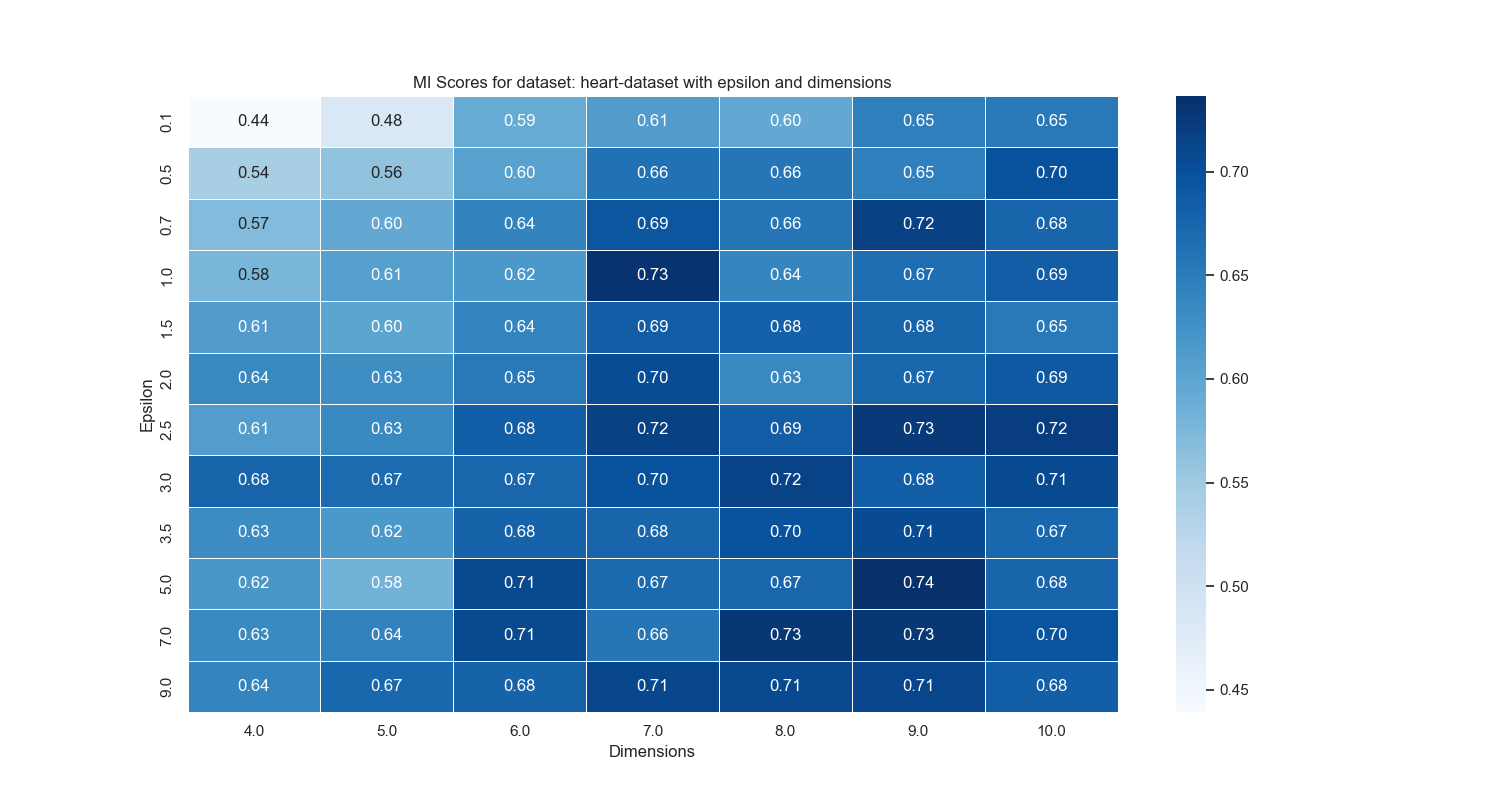 MI Scores for dataset: heart-dataset with epsilon and dimensions
0.1 0.44 0.48 0.59 0.61 0.60 0.65 0.65
0.5 0.54 0.56 0.60 0.66 0.66 0.65 0.70
0.7 0.57 0.60 0.64 0.69 0.66 0.72 0.68
1.0 0.58 0.61 0.62 0.73 0.64 0.67 0.69
1.5 0.61 0.60 0.64 0.69 0.68 0.68 0.65
2.0 0.64 0.63 0.65 0.70 0.63 0.67 0.69
2.5 0.61 0.63 0.68 0.72 0.69 0.73 0.72
3.0 0.68 0.67 0.67 0.70 0.72 0.68 0.71
3.5 0.63 0.62 0.68 0.68 0.70 0.71 0.67
5.0 0.62 0.58 0.71 0.67 0.67 0.74 0.68
7.0 0.63 0.64 0.71 0.66 0.73 0.73 0.70
9.0 0.64 0.67 0.68 0.71 0.71 0.71 0.68
Epsilon
4.0 5.0 6.0 7.0 8.0 9.0 10.0
Dimensions
0.70
0.65
0.60
0.55
0.50
0.45